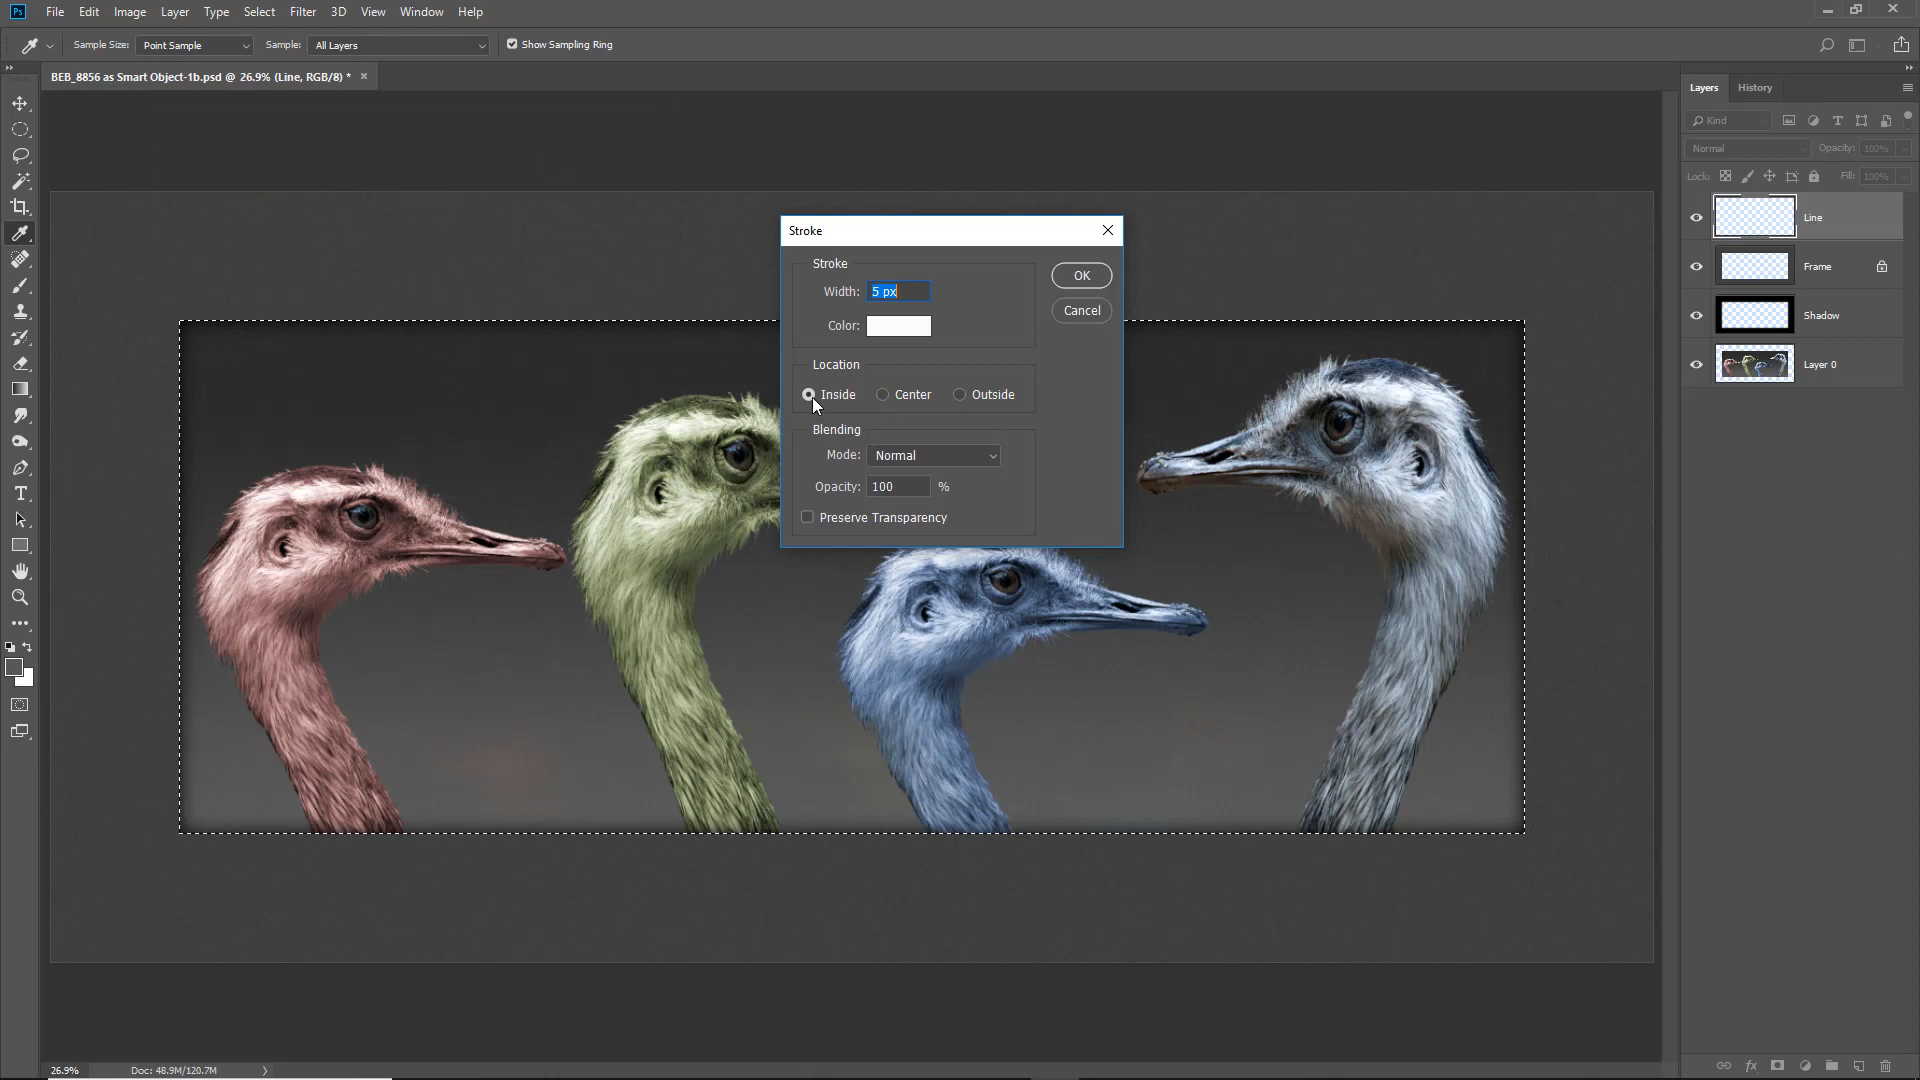 Ps File Edit Image Layer Type Select Filter 3D View Window Help
Sample Size: Point Sample Sample: All Layers Show Sampling Ring
BEB_8856 as Smart Object-1b.psd @ 26.9% (Line, RGB/8) *
Layers History
Kind
Normal Opacity: 100%
Lock: Fill: 100%
Line
Frame
Shadow
Layer 0
Stroke
Stroke
Width: 5 px
Color:
OK
Cancel
Location
Inside Center Outside
Blending
Mode: Normal
Opacity: 100 %
Preserve Transparency
26.9% Doc: 48.9M/120.7M